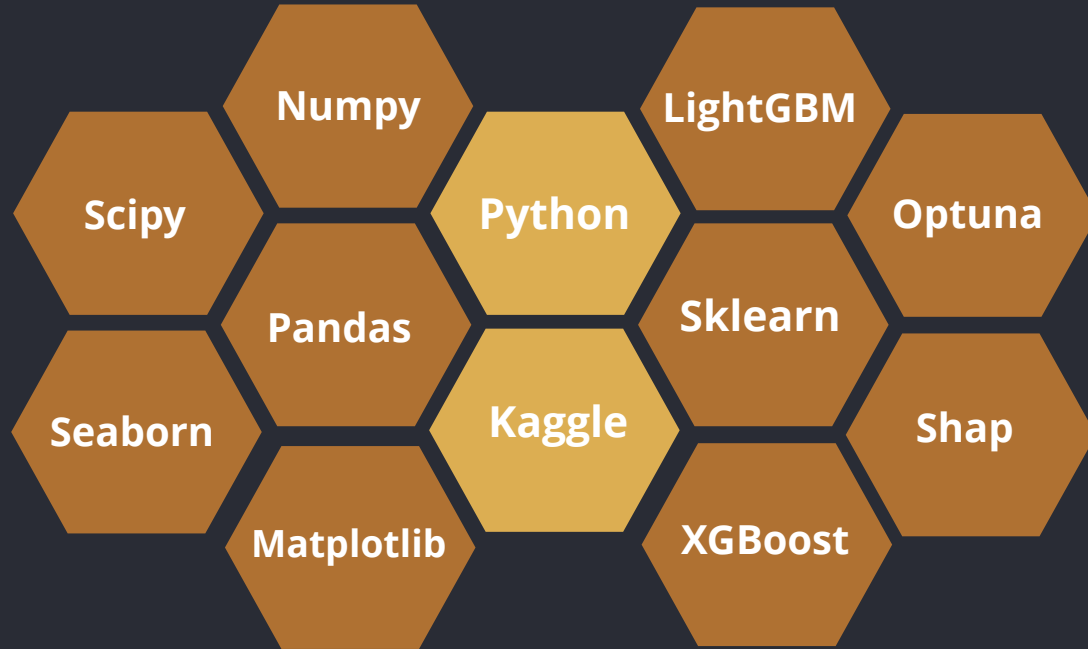 Numpy
LightGBM
Scipy
Python
Optuna
Pandas
Sklearn
Seaborn
Kaggle
Shap
Matplotlib
XGBoost